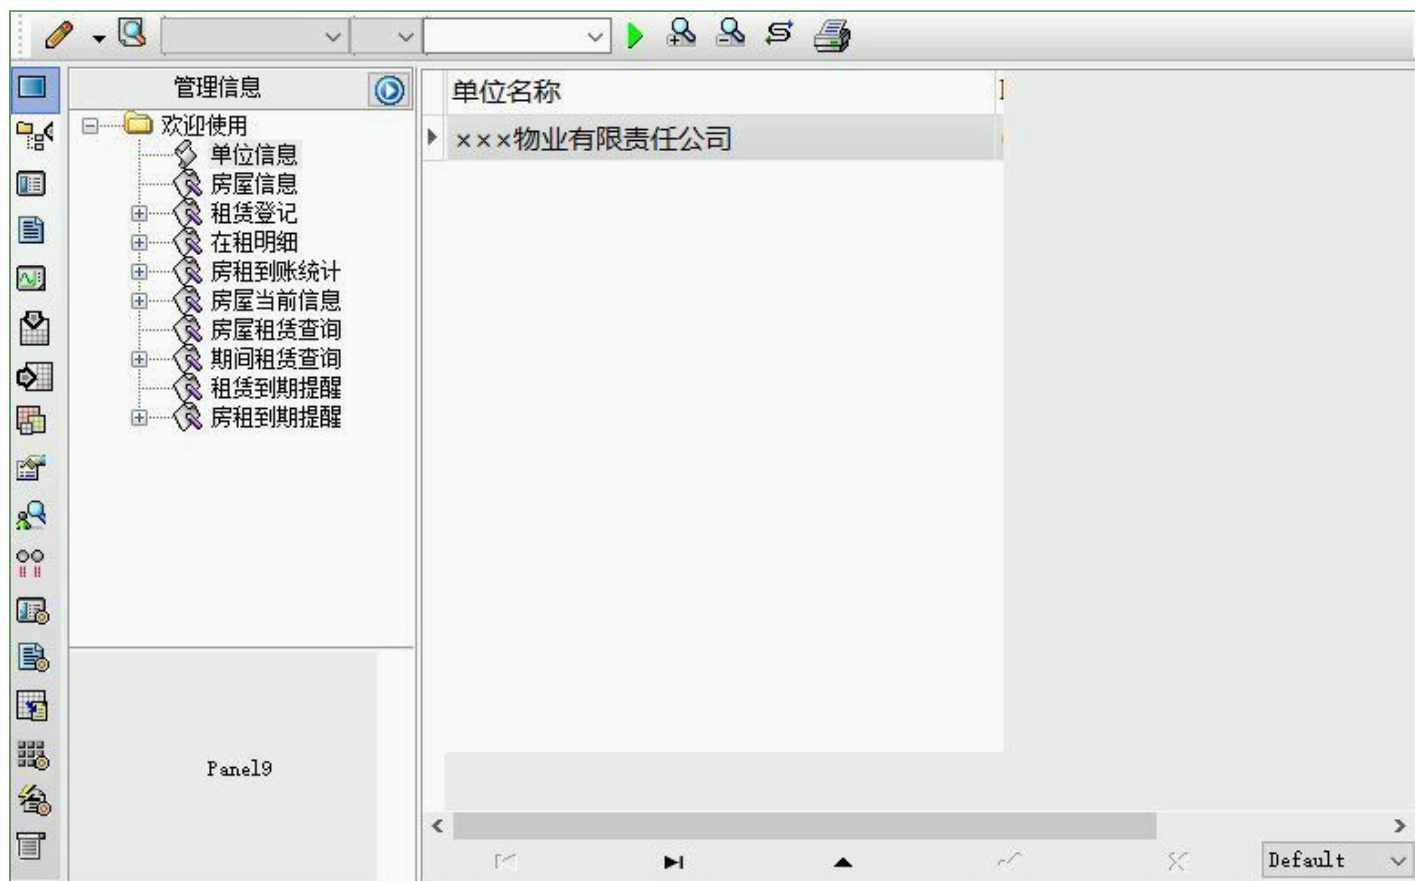 管理信息
欢迎使用
单位信息
房屋信息
租赁登记
在租明细
房租到账统计
房屋当前信息
房屋租赁查询
期间租赁查询
租赁到期提醒
房租到期提醒
Panel9
单位名称
×××物业有限责任公司
Default